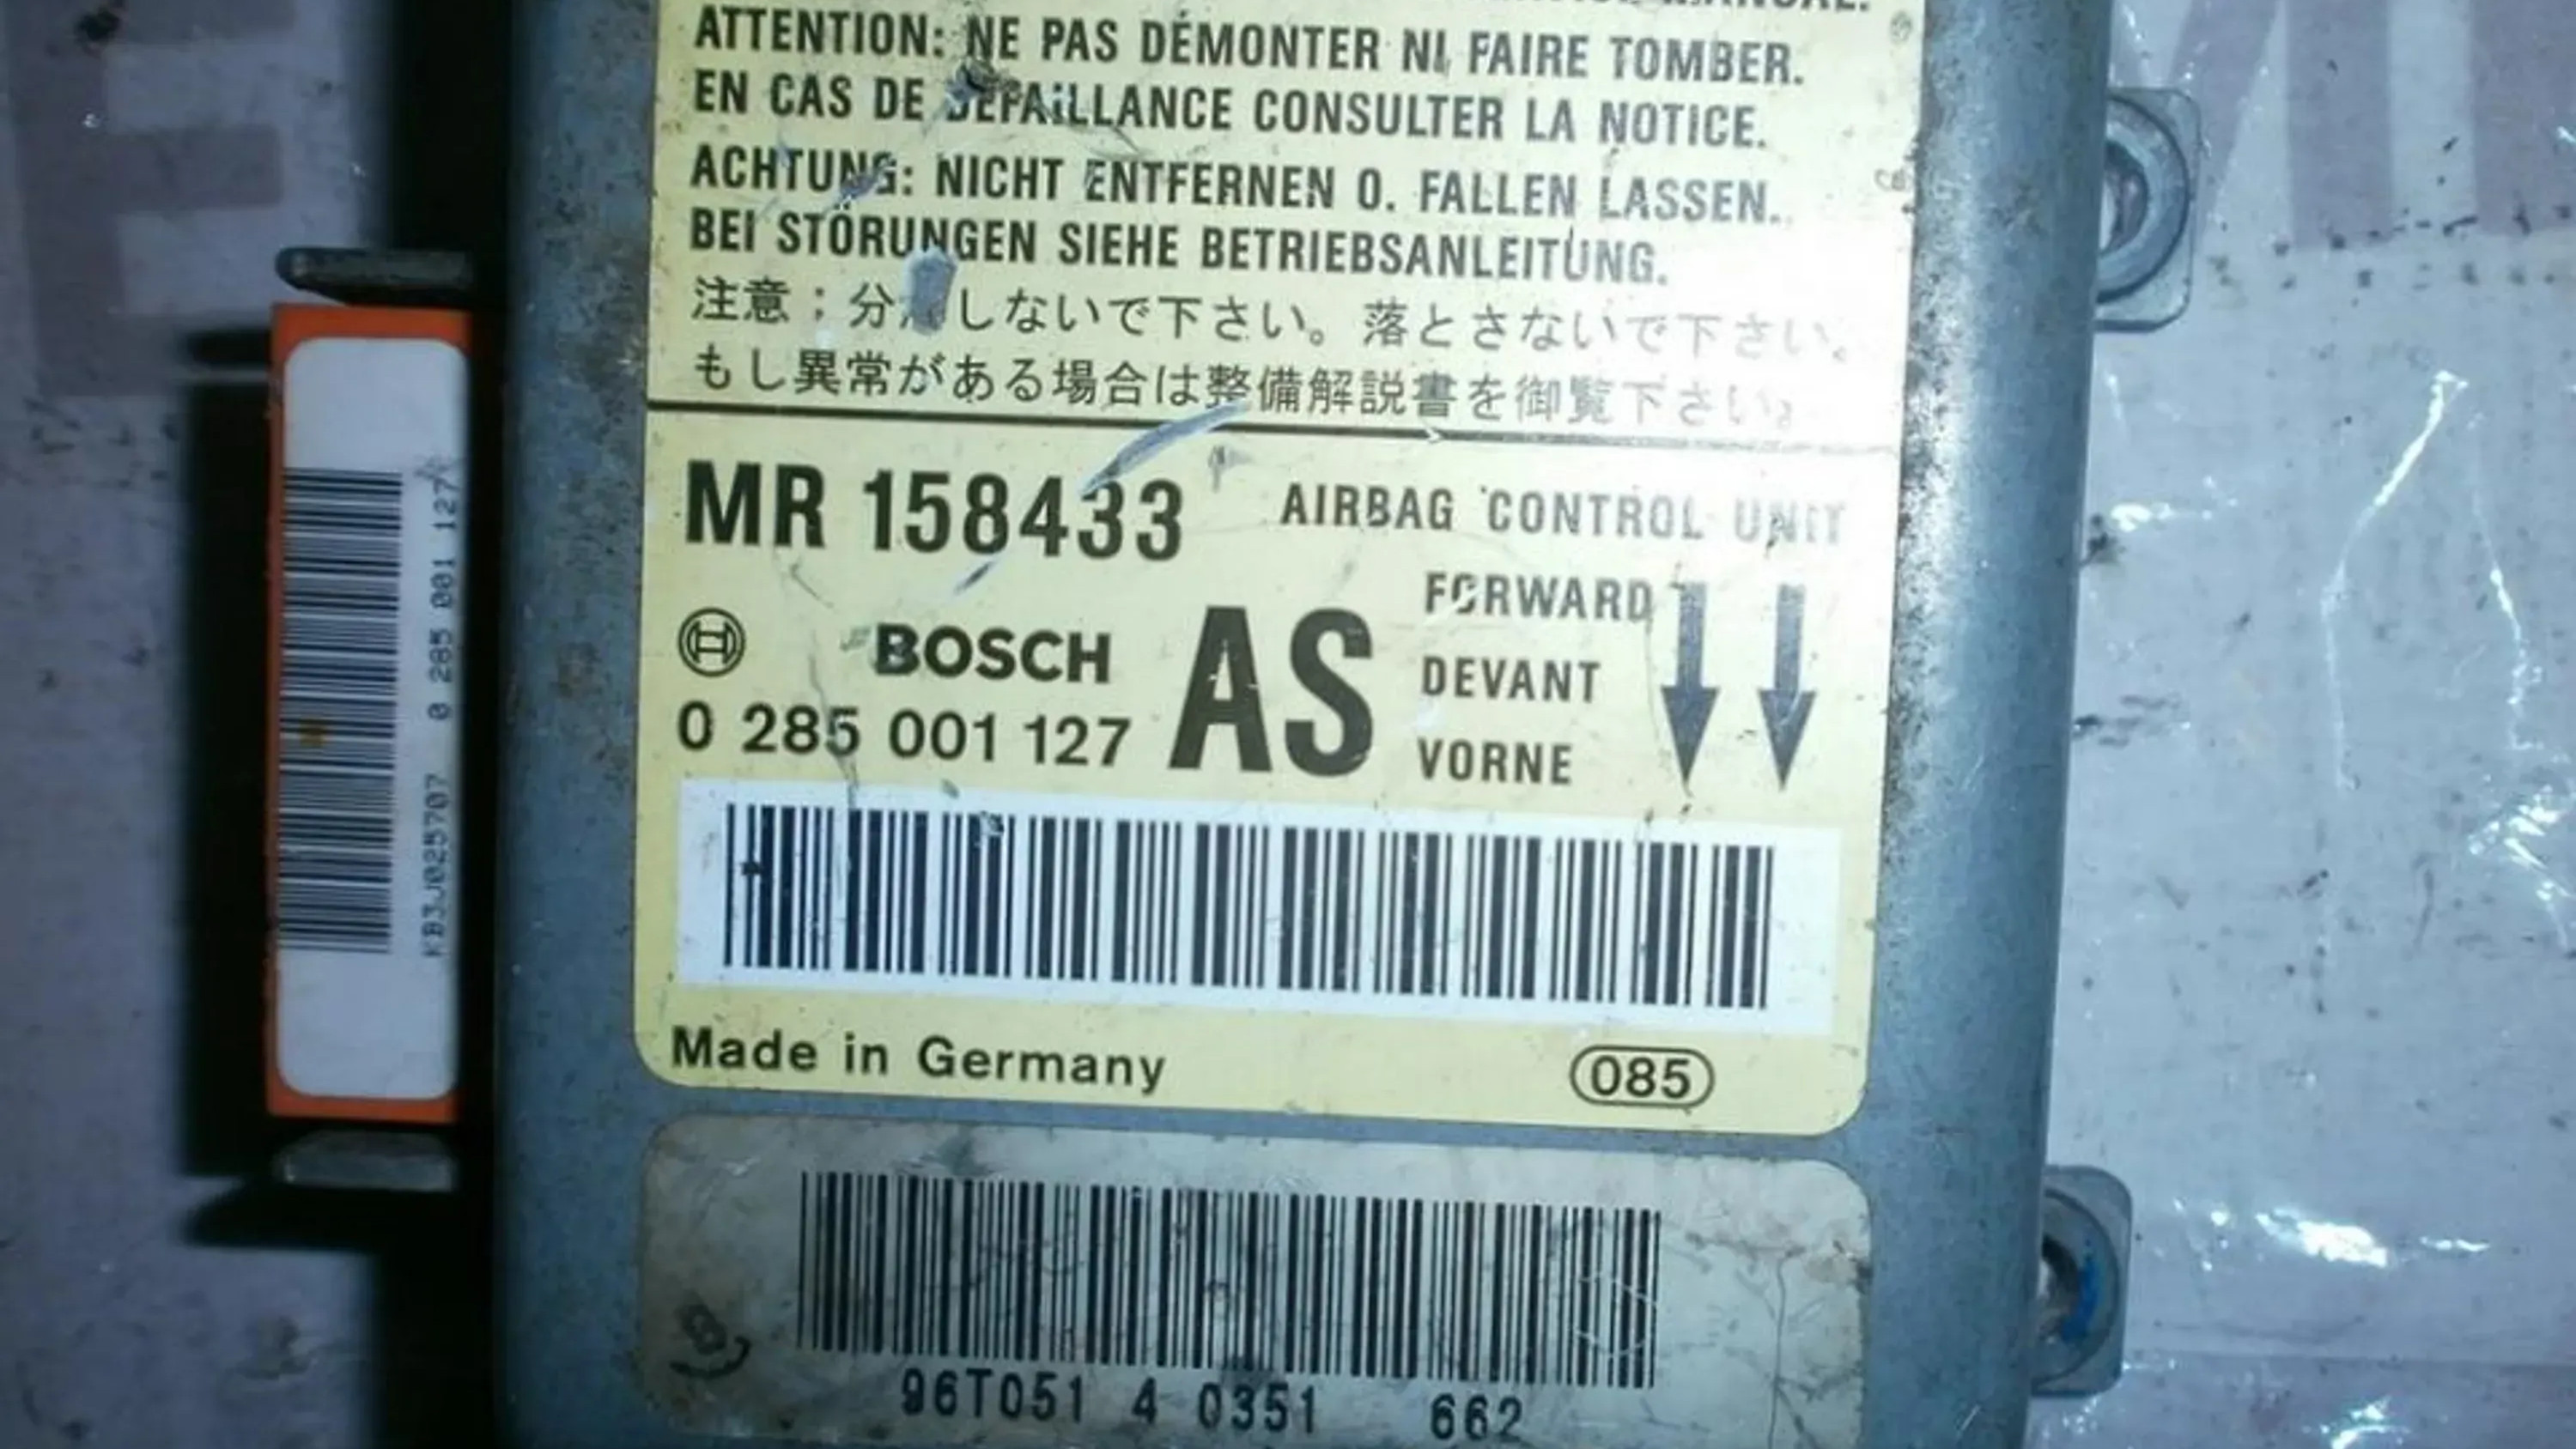 MANUAL.
ATTENTION: NE PAS DÉMONTER NI FAIRE TOMBER.
EN CAS DE DEFAILLANCE CONSULTER LA NOTICE.
ACHTUNG: NICHT ENTFERNEN O. FALLEN LASSEN.
BEI STÖRUNGEN SIEHE BETRIEBSANLEITUNG.
注意；分 しないで下さい。落とさないで下さい。
もし異常がある場合は整備解説書を御覧下さい。
MR 158433 AIRBAG CONTROL UNIT
FORWARD
BOSCH AS DEVANT
0 285 001 127 VORNE
Made in Germany 085
96T051 4 0351 662
B
KB3J025707 0 285 001 127